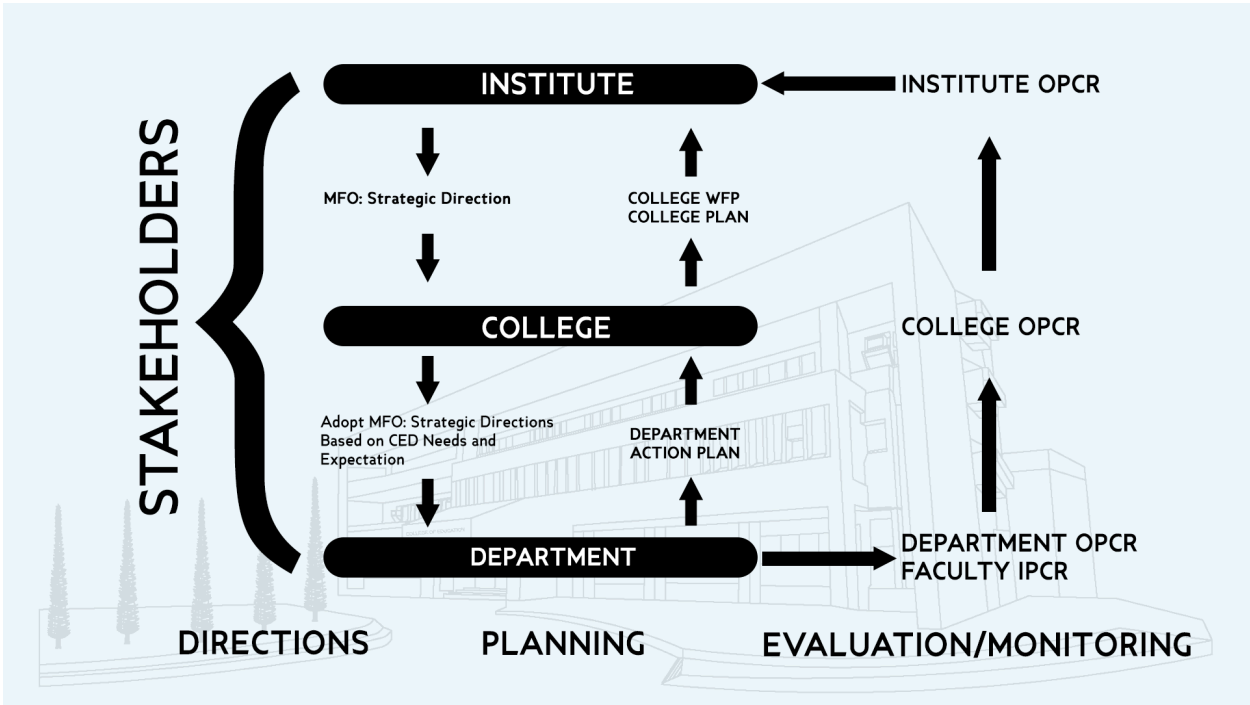 STAKEHOLDERS
INSTITUTE
INSTITUTE OPCR
MFO: Strategic Direction
COLLEGE WFP
COLLEGE PLAN
COLLEGE
COLLEGE OPCR
Adopt MFO: Strategic Directions
Based on CED Needs and
Expectation
DEPARTMENT
ACTION PLAN
DEPARTMENT
DEPARTMENT OPCR
FACULTY IPCR
DIRECTIONS
PLANNING
EVALUATION/MONITORING